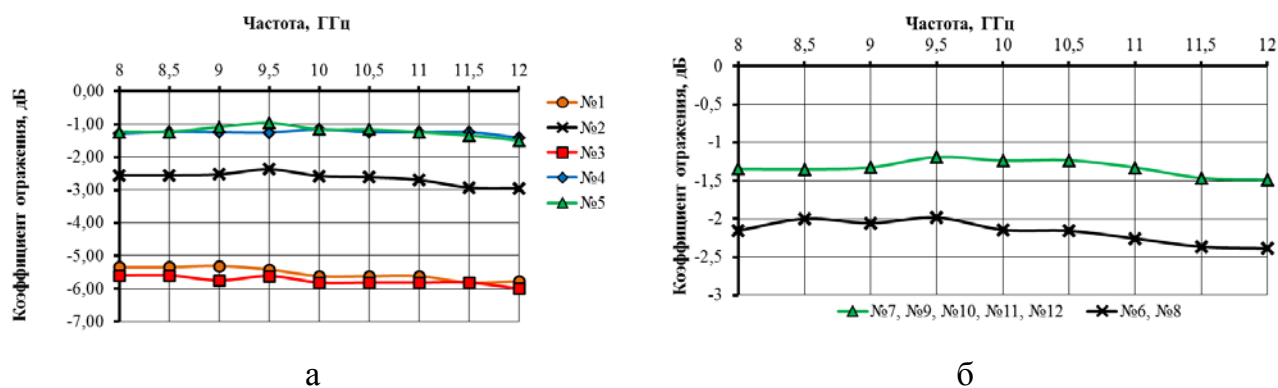 Частота, ГГц
8 8,5 9 9,5 10 10,5 11 11,5 12
Коэффициент отражения, дБ
0,00
-1,00
-2,00
-3,00
-4,00
-5,00
-6,00
-7,00
№1
№2
№3
№4
№5
а
Частота, ГГц
8 8,5 9 9,5 10 10,5 11 11,5 12
Коэффициент отражения, дБ
0
-0,5
-1
-1,5
-2
-2,5
-3
№7, №9, №10, №11, №12 №6, №8
б